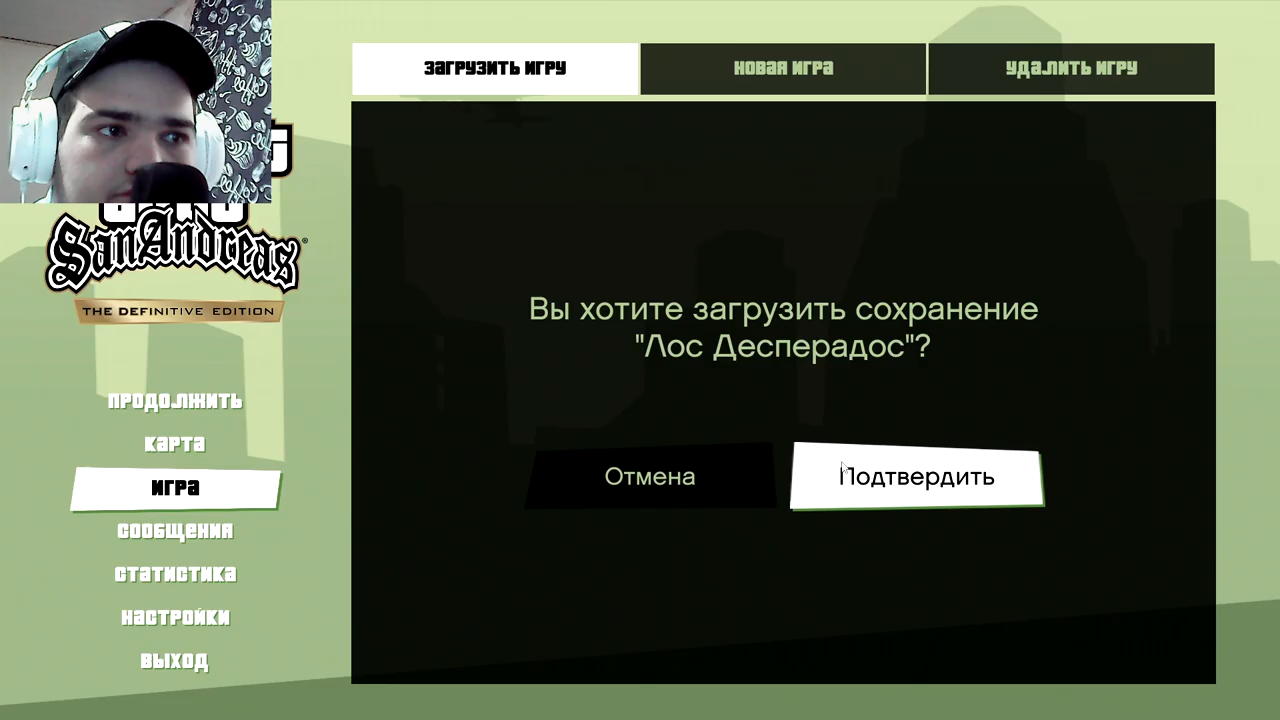 ЗАГРУЗИТЬ ИГРУ
НОВАЯ ИГРА
УДАЛИТЬ ИГРУ
San Andreas
THE DEFINITIVE EDITION
ПРОДОЛЖИТЬ
КАРТА
ИГРА
СООБЩЕНИЯ
СТАТИСТИКА
НАСТРОЙКИ
ВЫХОД
Вы хотите загрузить сохранение
"Лос Десперадос"?
Отмена
Подтвердить